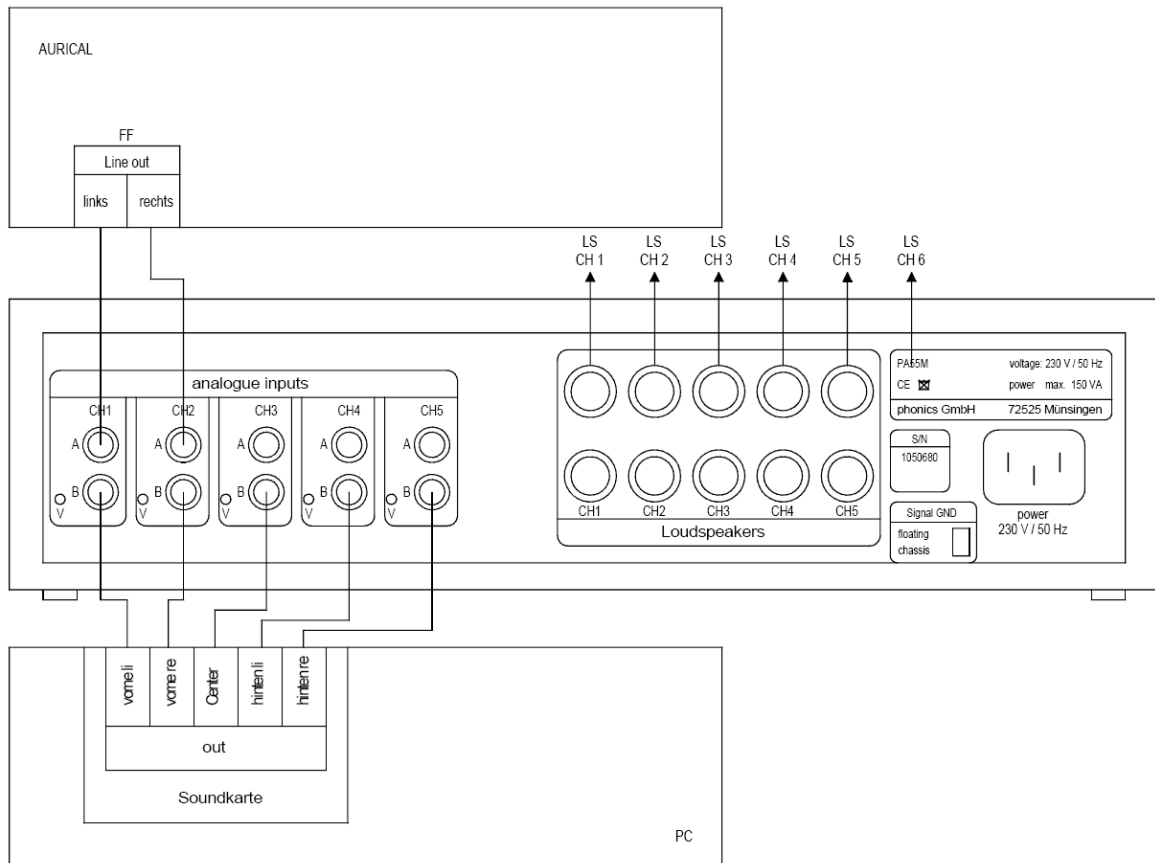 AURICAL
FF
Line out
links rechts
LS LS LS LS LS LS
CH 1 CH 2 CH 3 CH 4 CH 5 CH 6
analogue inputs
CH1 CH2 CH3 CH4 CH5
A A A A A
B B B B B
V V V V V
CH1 CH2 CH3 CH4 CH5
Loudspeakers
PA55M voltage: 230 V / 50 Hz
CE power max. 150 VA
phonics GmbH 72525 Münsingen
S/N
1050680
Signal GND
floating
chassis
power
230 V / 50 Hz
vorne li
vorne re
Center
hinten li
hinten re
out
Soundkarte
PC